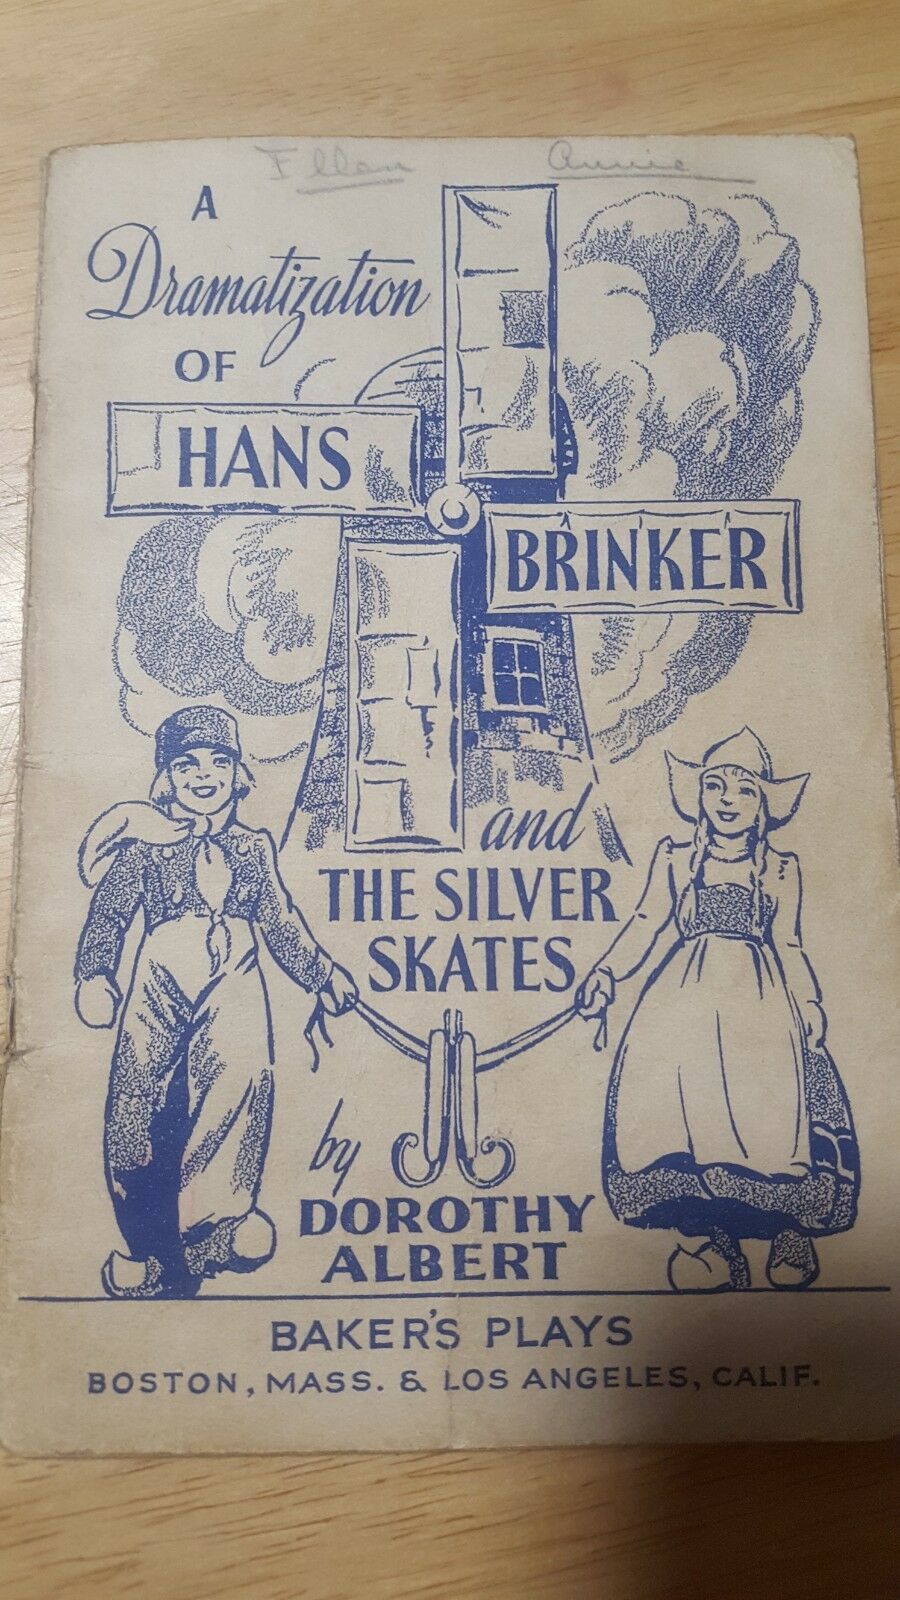 Ellen Annie
A
Dramatization
OF
HANS
BRINKER
and
THE SILVER
SKATES
by
DOROTHY
ALBERT
BAKER'S PLAYS
BOSTON, MASS. & LOS ANGELES, CALIF.